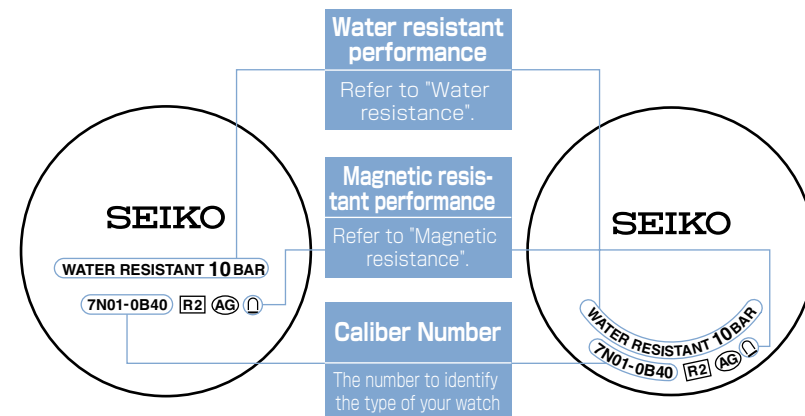 Water resistant
performance
Refer to "Water
resistance".
Magnetic resis-
tant performance
Refer to "Magnetic
resistance".
Caliber Number
The number to identify
the type of your watch
SEIKO
WATER RESISTANT 10 BAR
7N01-0B40 R2 AG
SEIKO
WATER RESISTANT 10 BAR
7N01-0B40 R2 AG